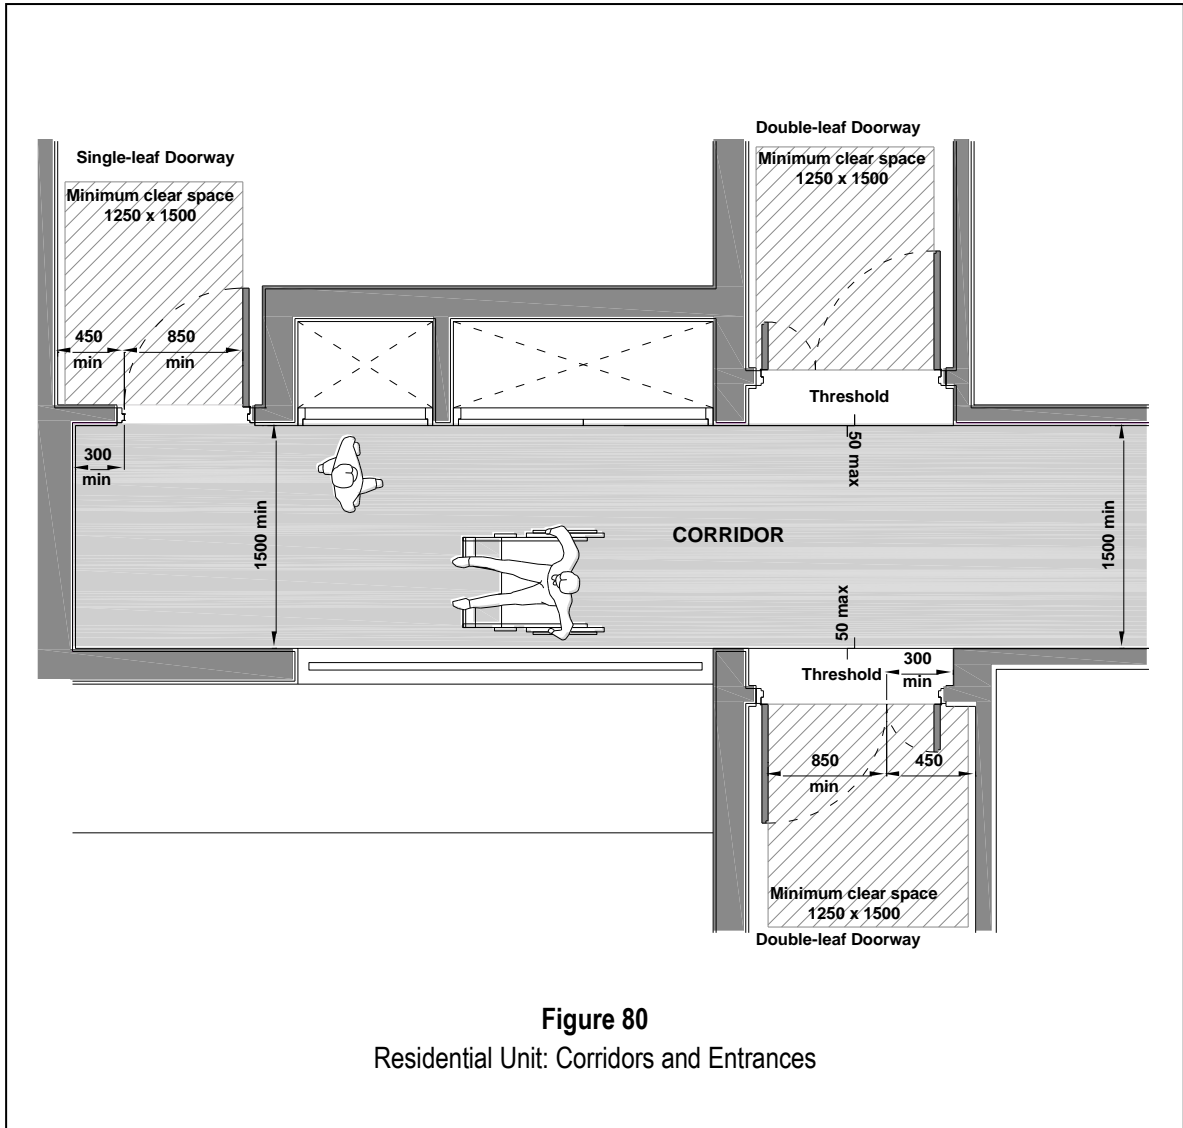 Double-leaf Doorway
Single-leaf Doorway
Minimum clear space
1250 x 1500
Minimum clear space
1250 x 1500
450
min
850
min
Threshold
50 max
300
min
1500 min
CORRIDOR
1500 min
50 max
Threshold
300
min
850
min
450
Minimum clear space
1250 x 1500
Double-leaf Doorway
Figure 80
Residential Unit: Corridors and Entrances